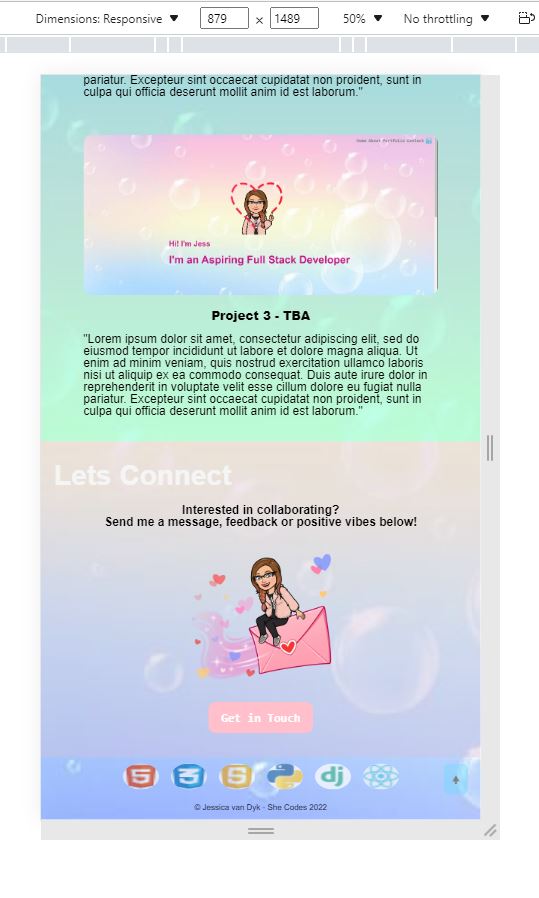 Dimensions: Responsive ▼ 879 × 1489 50% ▼ No throttling ▼
pariatur. Excepteur sint occaecat cupidatat non proident, sunt in
culpa qui officia deserunt mollit anim id est laborum."
Home About Portfolio Contact
Hi! I'm Jess
I'm an Aspiring Full Stack Developer
Project 3 - TBA
"Lorem ipsum dolor sit amet, consectetur adipiscing elit, sed do
eiusmod tempor incididunt ut labore et dolore magna aliqua. Ut
enim ad minim veniam, quis nostrud exercitation ullamco laboris
nisi ut aliquip ex ea commodo consequat. Duis aute irure dolor in
reprehenderit in voluptate velit esse cillum dolore eu fugiat nulla
pariatur. Excepteur sint occaecat cupidatat non proident, sunt in
culpa qui officia deserunt mollit anim id est laborum."
Lets Connect
Interested in collaborating?
Send me a message, feedback or positive vibes below!
Get in Touch
5 3 S dj
© Jessica van Dyk - She Codes 2022